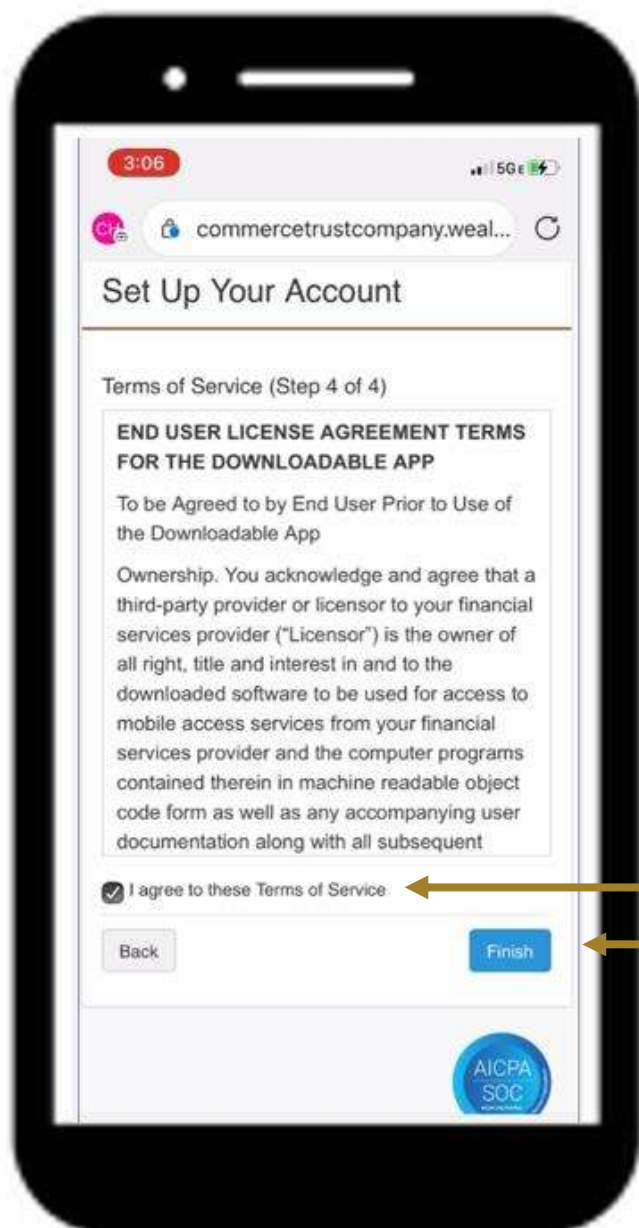 3:06
5GE
CH
commercetrustcompany.weal...
Set Up Your Account
Terms of Service (Step 4 of 4)
END USER LICENSE AGREEMENT TERMS
FOR THE DOWNLOADABLE APP
To be Agreed to by End User Prior to Use of
the Downloadable App
Ownership. You acknowledge and agree that a
third-party provider or licensor to your financial
services provider (“Licensor”) is the owner of
all right, title and interest in and to the
downloaded software to be used for access to
mobile access services from your financial
services provider and the computer programs
contained therein in machine readable object
code form as well as any accompanying user
documentation along with all subsequent
I agree to these Terms of Service
Back
Finish
AICPA
SOC